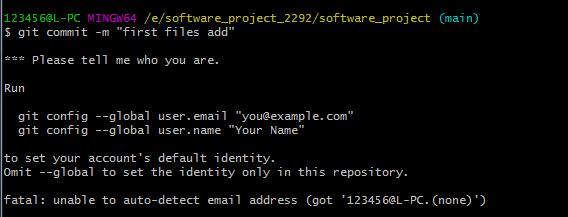 123456@L-PC MINGW64 /e/software_project_2292/software_project (main)
$ git commit -m "first files add"
*** Please tell me who you are.
Run
git config --global user.email "you@example.com"
git config --global user.name "Your Name"
to set your account's default identity.
Omit --global to set the identity only in this repository.
fatal: unable to auto-detect email address (got '123456@L-PC.(none)')